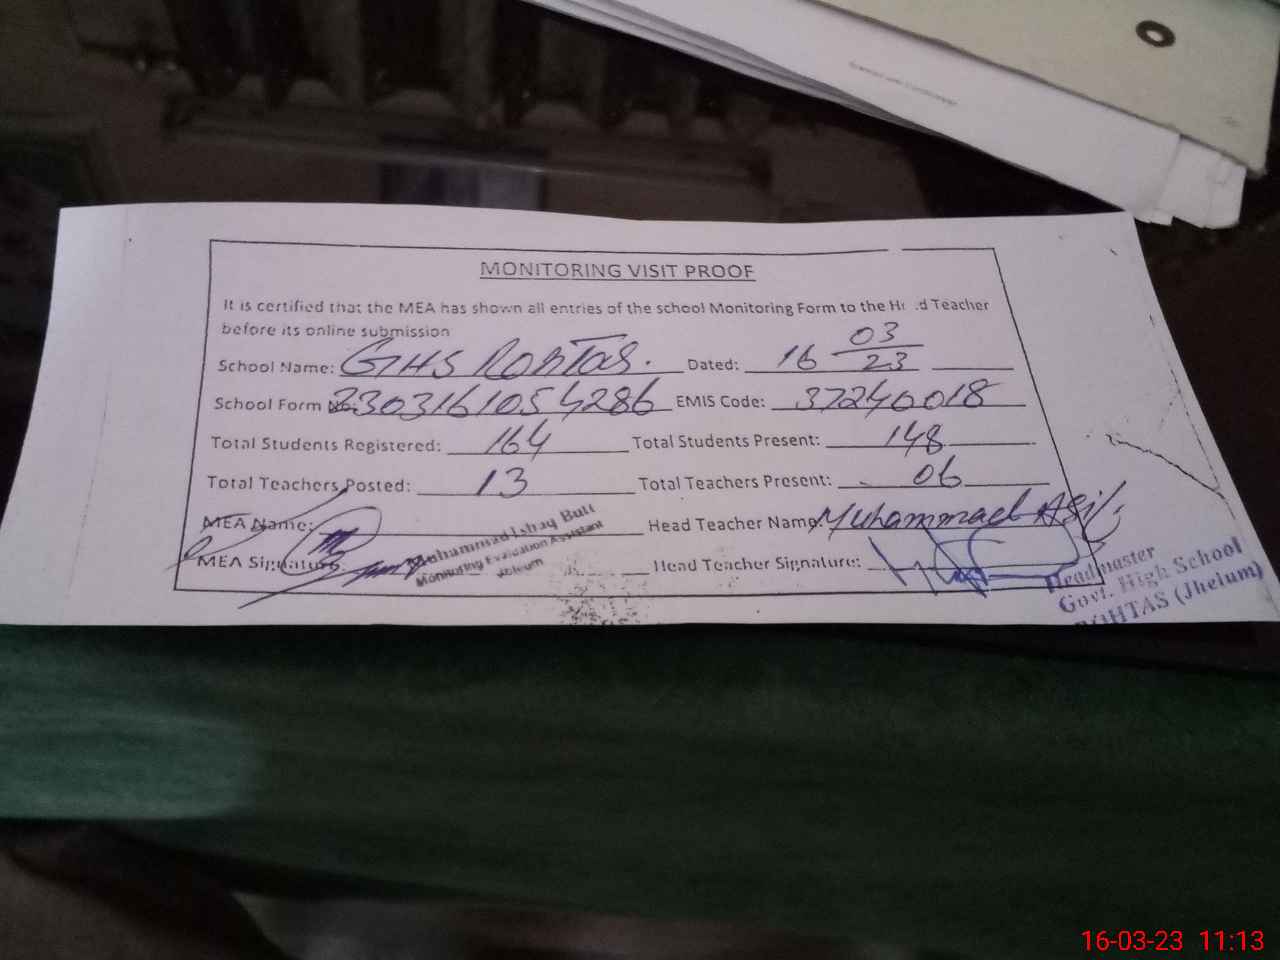 MONITORING VISIT PROOF
It is certified that the MEA has shown all entries of the school Monitoring Form to the He d Teacher
before its online submission
School Name: GHS Rohtas. Dated: 16 03/23
School Form No: 2303161054286 EMIS Code: 37240018
Total Students Registered: 164 Total Students Present: 148
Total Teachers Posted: 13 Total Teachers Present: 06
MEA Name: Head Teacher Name: Muhammad Asif.
MEA Signature: Head Teacher Signature:
Muhammad Ishaq Butt
Monitoring Evaluation Assistant
Jhelum
Headmaster
Govt. High School
ROHTAS (Jhelum)
16-03-23 11:13